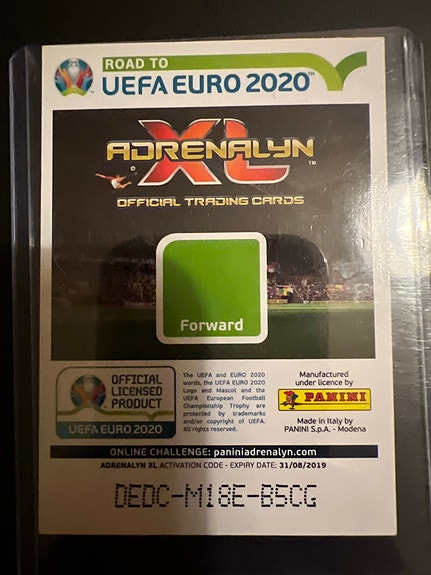 ROAD TO
UEFA EURO 2020™
ADRENALYN
XL™
OFFICIAL TRADING CARDS
Forward
OFFICIAL
LICENSED
PRODUCT
UEFA EURO 2020
The UEFA and EURO 2020
words, the UEFA EURO 2020
Logo and Mascot and the
UEFA European Football
Championship Trophy are
protected by trademarks
and/or copyright of UEFA.
All rights reserved.
Manufactured
under licence by
PANINI
Made in Italy by
PANINI S.p.A. - Modena
ONLINE CHALLENGE: paniniadrenalyn.com
ADRENALYN XL ACTIVATION CODE - EXPIRY DATE: 31/08/2019
DEDC-M18E-B5CG